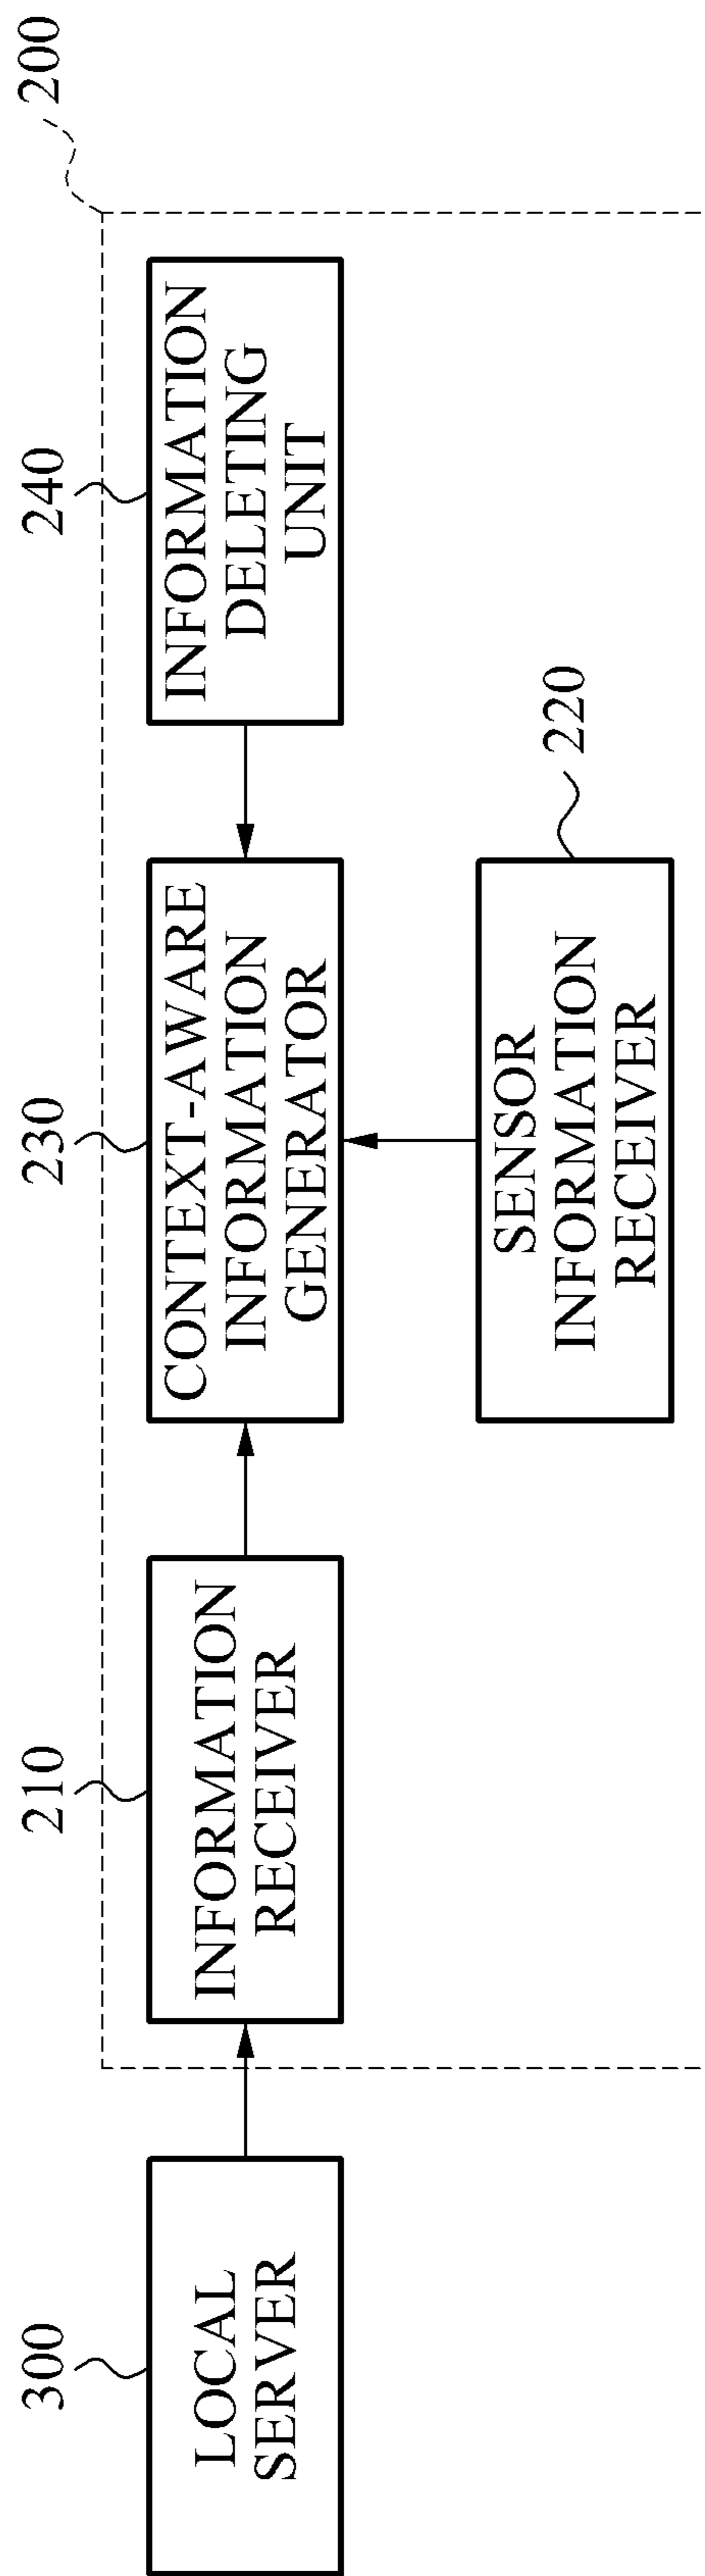 200
300
210
230
240
LOCAL
SERVER
INFORMATION
RECEIVER
CONTEXT-AWARE
INFORMATION
GENERATOR
INFORMATION
DELETING
UNIT
220
SENSOR
INFORMATION
RECEIVER